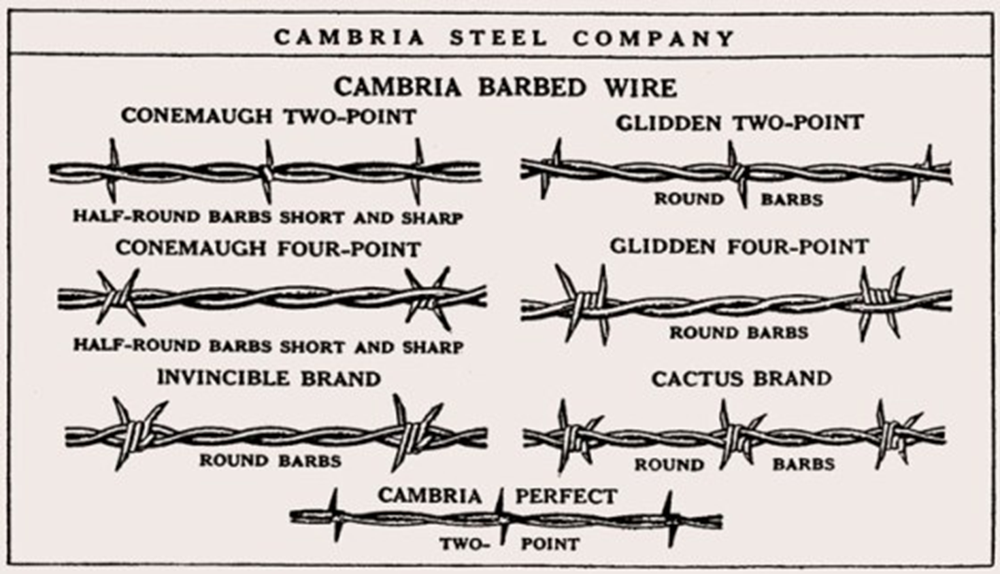 CAMBRIA STEEL COMPANY
CAMBRIA BARBED WIRE
CONEMAUGH TWO-POINT
HALF-ROUND BARBS SHORT AND SHARP
GLIDDEN TWO-POINT
ROUND BARBS
CONEMAUGH FOUR-POINT
HALF-ROUND BARBS SHORT AND SHARP
GLIDDEN FOUR-POINT
ROUND BARBS
INVINCIBLE BRAND
ROUND BARBS
CACTUS BRAND
ROUND BARBS
CAMBRIA PERFECT
TWO- POINT